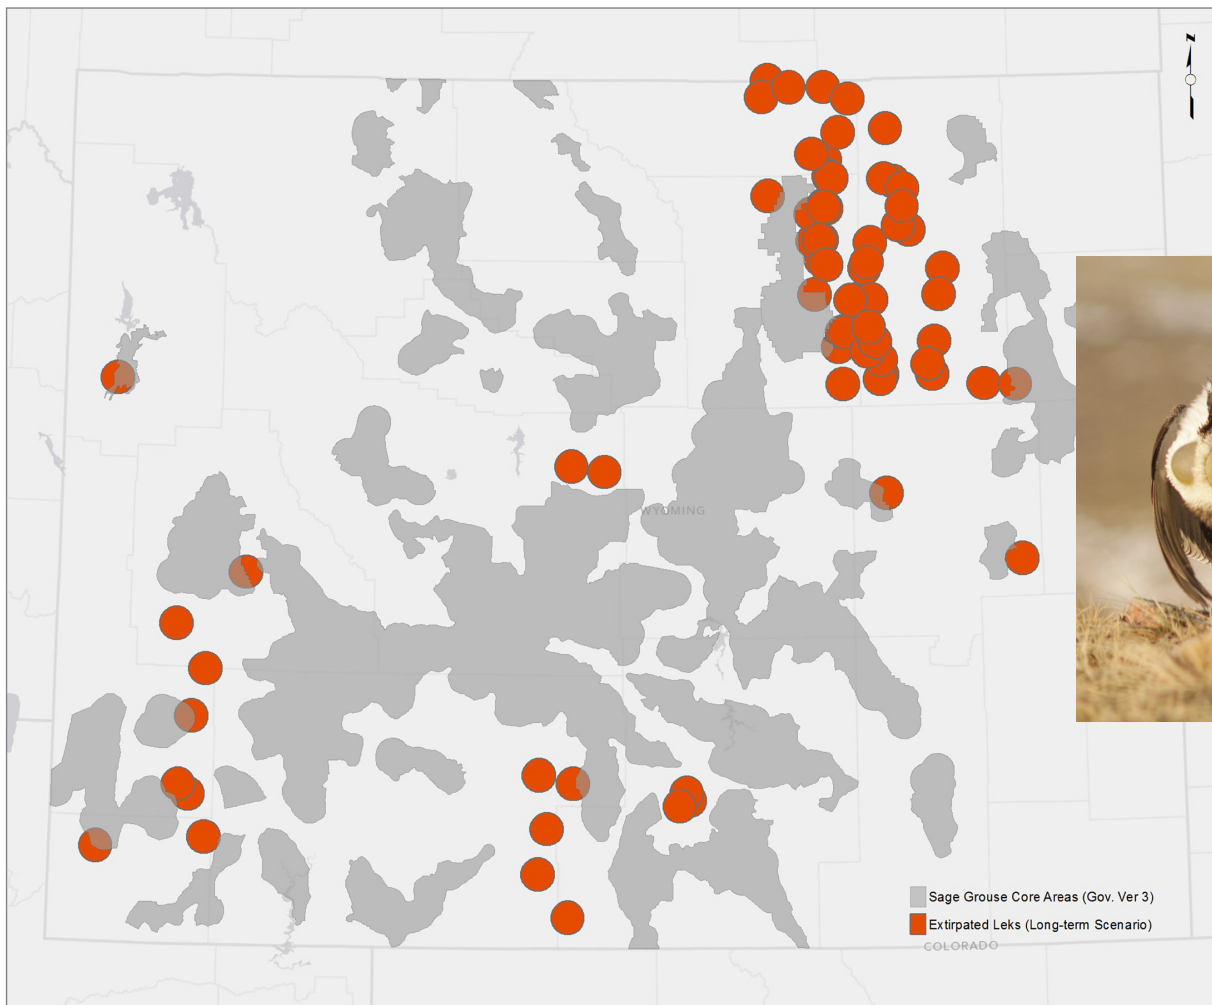 N
WYOMING
Sage Grouse Core Areas (Gov. Ver 3)
Extirpated Leks (Long-term Scenario)
COLORADO